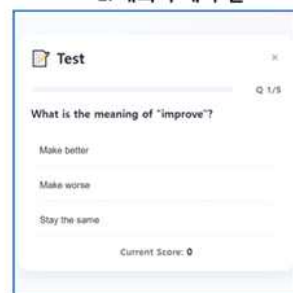 Test
×
Q 1/5
What is the meaning of "improve"?
Make better
Make worse
Stay the same
Current Score: 0